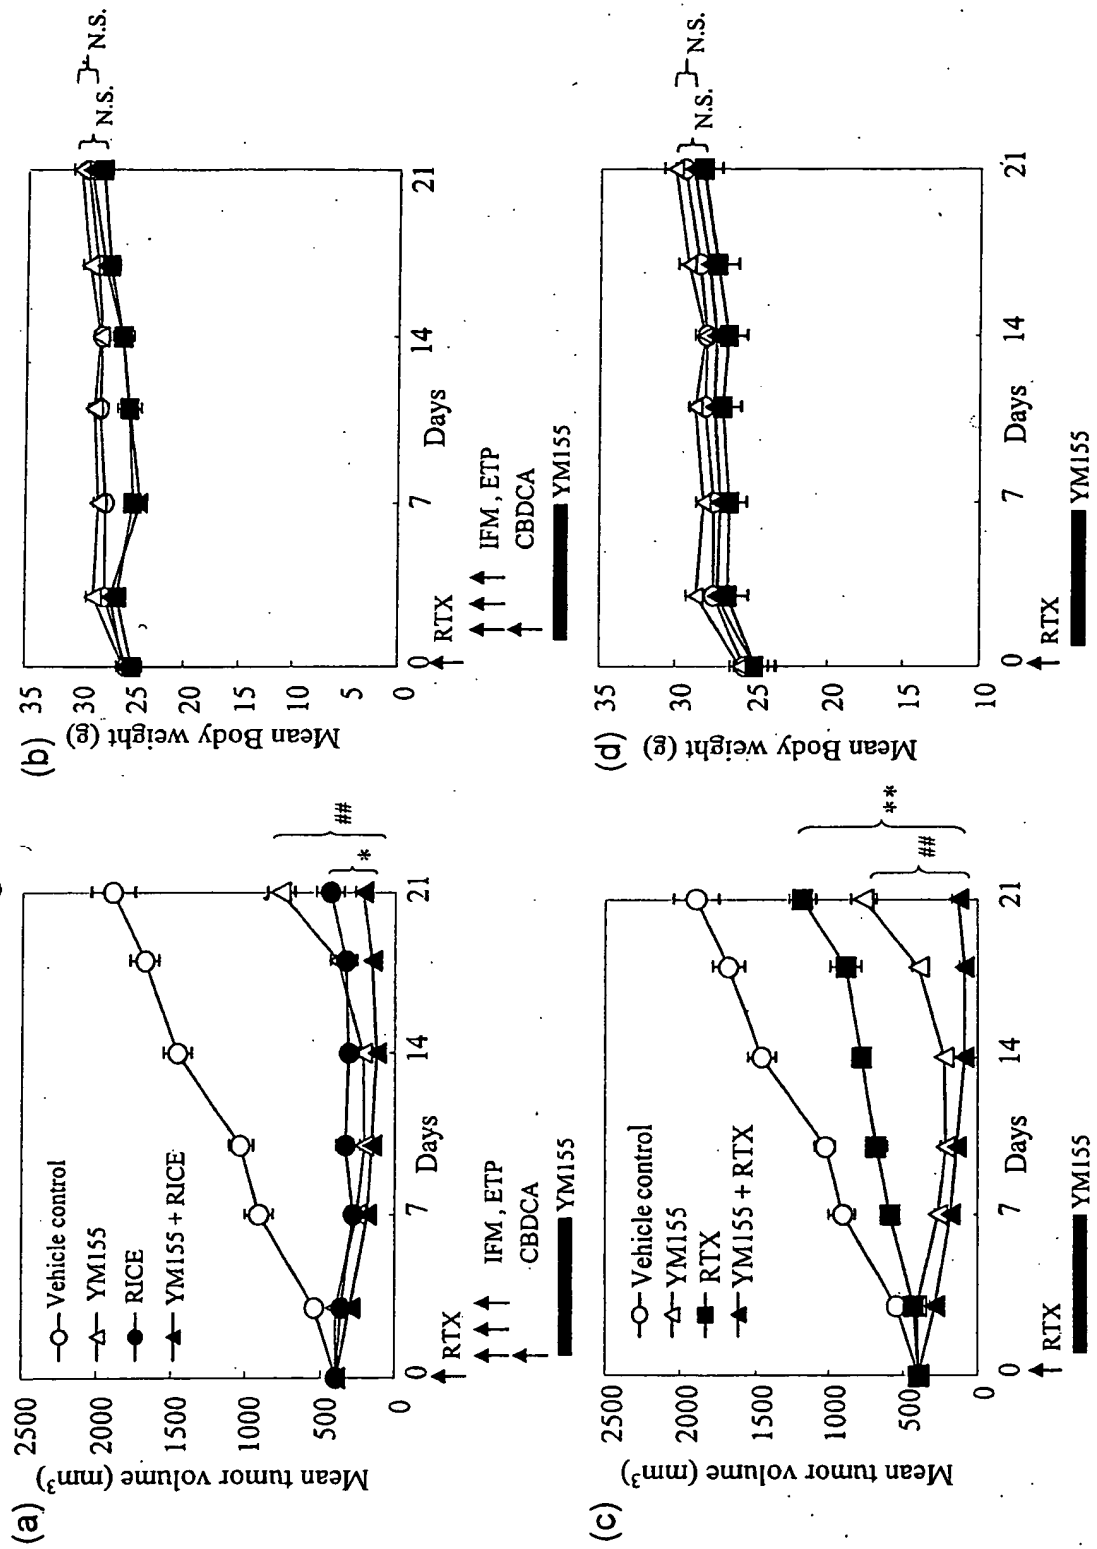 (a)
Mean tumor volume (mm³)
2500
2000
1500
1000
500
0
Vehicle control
YM155
RICE
YM155 + RICE
0
7
14
21
Days
RTX
IFM , ETP
CBDCA
YM155
*
##
(b)
Mean Body weight (g)
35
30
25
20
15
10
5
0
0
7
14
21
Days
RTX
IFM , ETP
CBDCA
YM155
N.S.
N.S.
(c)
Mean tumor volume (mm³)
2500
2000
1500
1000
500
0
Vehicle control
YM155
RTX
YM155 + RTX
0
7
14
21
Days
RTX
YM155
##
**
(d)
Mean Body weight (g)
35
30
25
20
15
10
0
7
14
21
Days
RTX
YM155
N.S.
N.S.